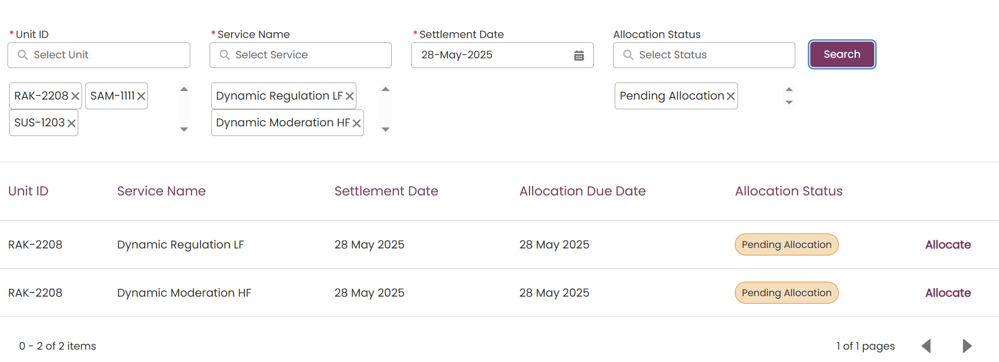 * Unit ID
* Service Name
* Settlement Date
Allocation Status
Select Unit
Select Service
28-May-2025
Select Status
Search
RAK-2208
SAM-1111
SUS-1203
Dynamic Regulation LF
Dynamic Moderation HF
Pending Allocation
Unit ID Service Name Settlement Date Allocation Due Date Allocation Status
RAK-2208 Dynamic Regulation LF 28 May 2025 28 May 2025 Pending Allocation Allocate
RAK-2208 Dynamic Moderation HF 28 May 2025 28 May 2025 Pending Allocation Allocate
0 - 2 of 2 items
1 of 1 pages